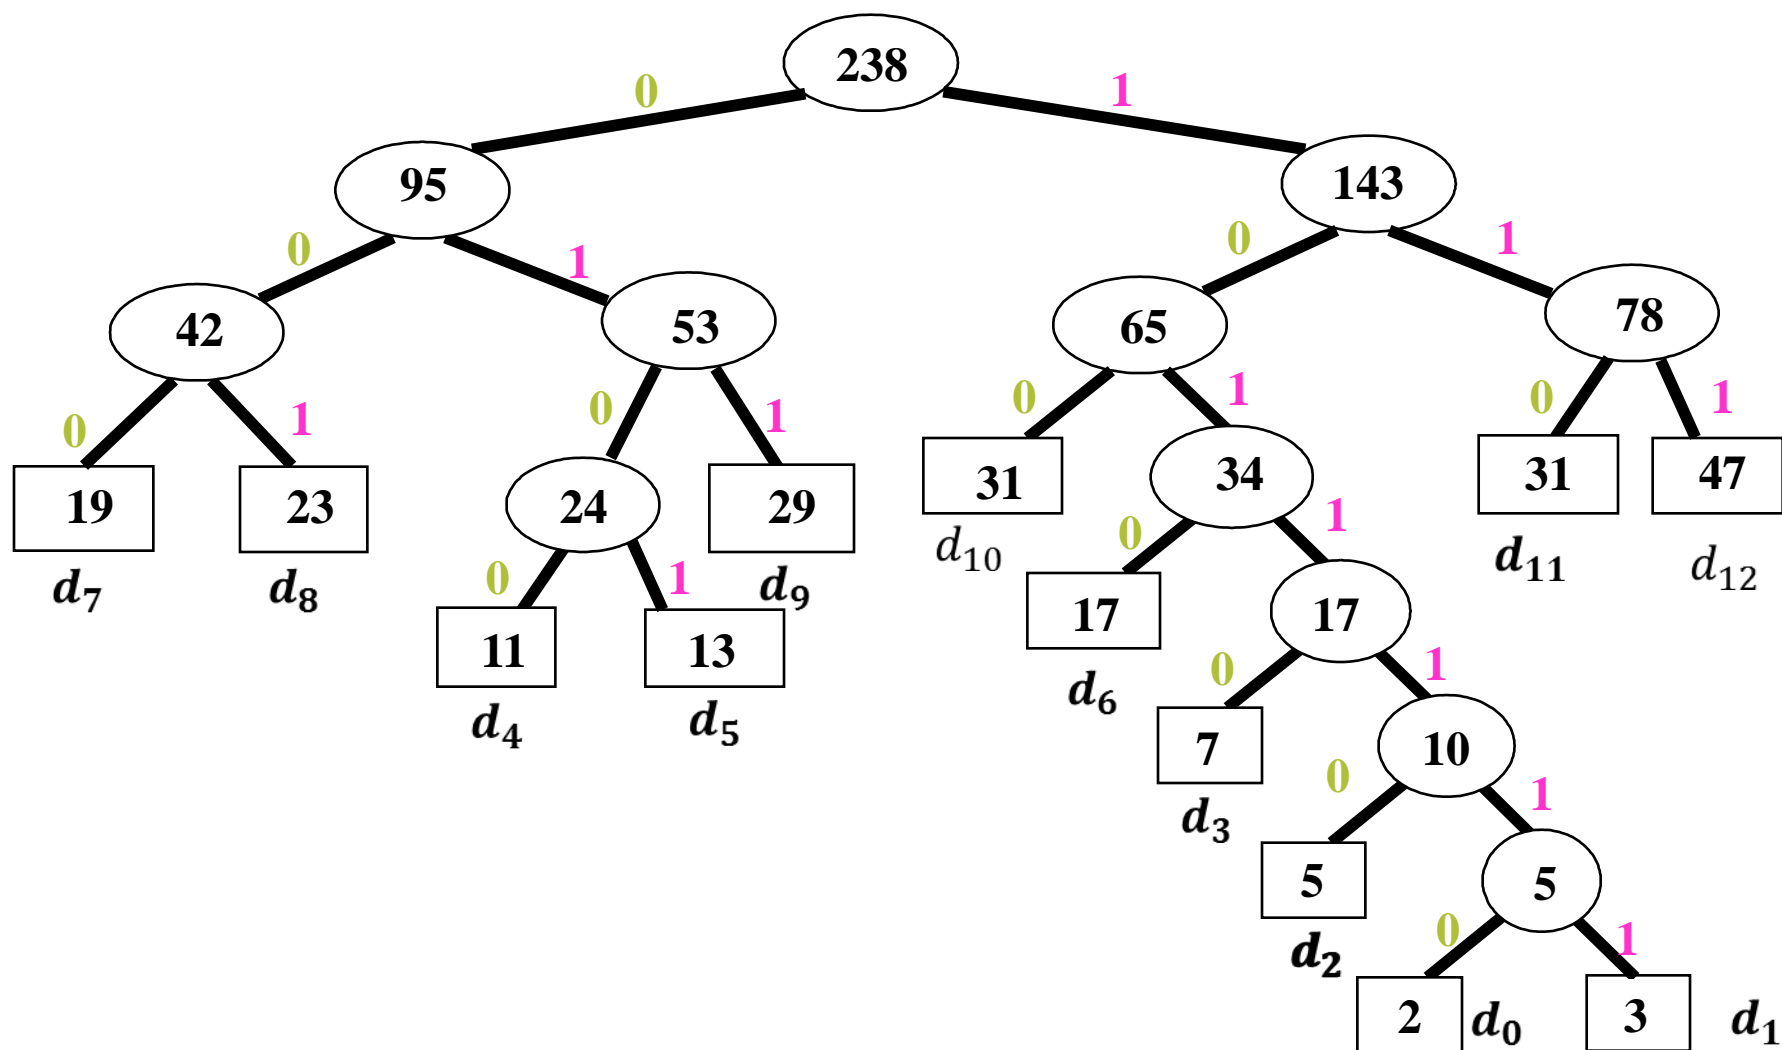 238
0 1
95 143
0 1 0 1
42 53 65 78
0 1 0 1 0 1 0 1
19 23 24 29 31 34 31 47
d₇ d₈ d₉ d₁₀ d₁₁ d₁₂
0 1 0 1
11 13 17 17
d₄ d₅ d₆
0 1
7 10
d₃
0 1
5 5
d₂
0 1
2 d₀ 3 d₁